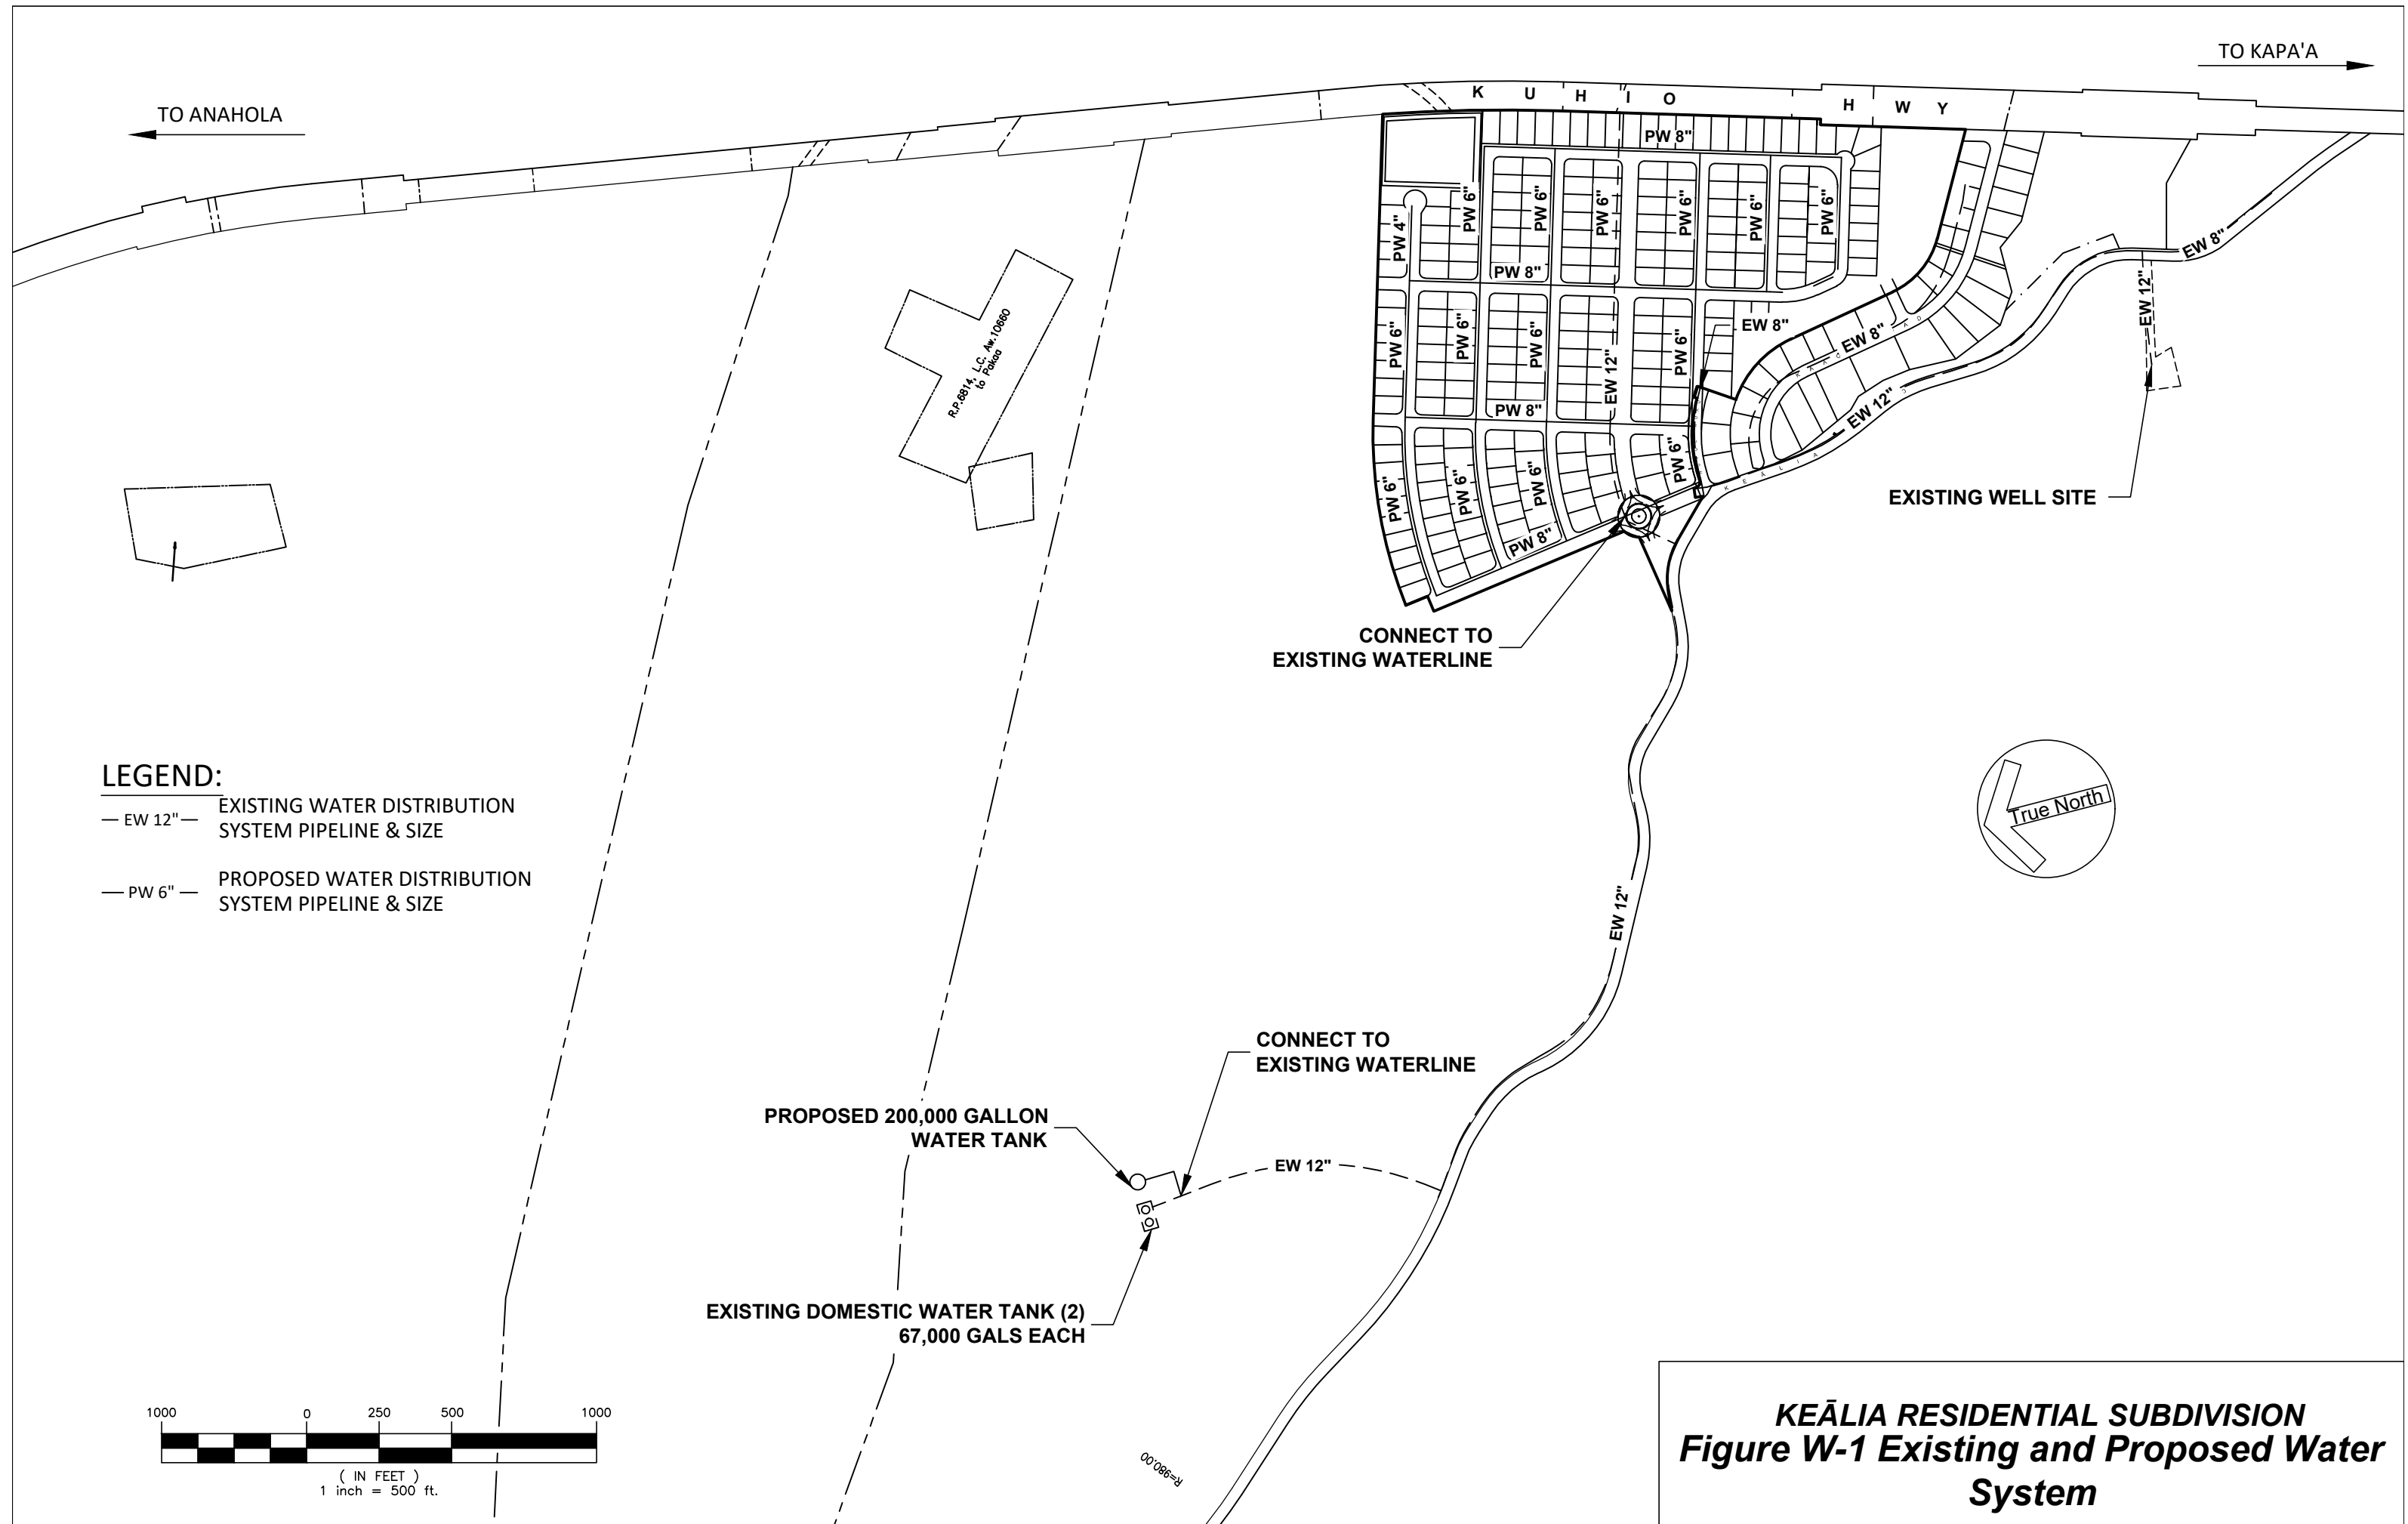 TO KAPA'A
TO ANAHOLA
K U H I O H W Y
PW 8"
PW 4"
PW 6"
PW 6"
PW 6"
PW 6"
PW 6"
PW 6"
PW 8"
EW 8"
EW 12"
R.P.6814, L.C. Aw.10660
to Pakaa
PW 6"
PW 6"
PW 6"
EW 12"
PW 6"
EW 8"
EW 8"
PW 8"
EW 12"
PW 6"
PW 6"
PW 6"
PW 6"
PW 8"
K E A L I A
EXISTING WELL SITE
CONNECT TO
EXISTING WATERLINE
LEGEND:
EW 12"
EXISTING WATER DISTRIBUTION
SYSTEM PIPELINE & SIZE
PW 6"
PROPOSED WATER DISTRIBUTION
SYSTEM PIPELINE & SIZE
True North
EW 12"
CONNECT TO
EXISTING WATERLINE
PROPOSED 200,000 GALLON
WATER TANK
EW 12"
EXISTING DOMESTIC WATER TANK (2)
67,000 GALS EACH
1000 0 250 500 1000
( IN FEET )
1 inch = 500 ft.
R=980.00
KEĀLIA RESIDENTIAL SUBDIVISION
Figure W-1 Existing and Proposed Water
System